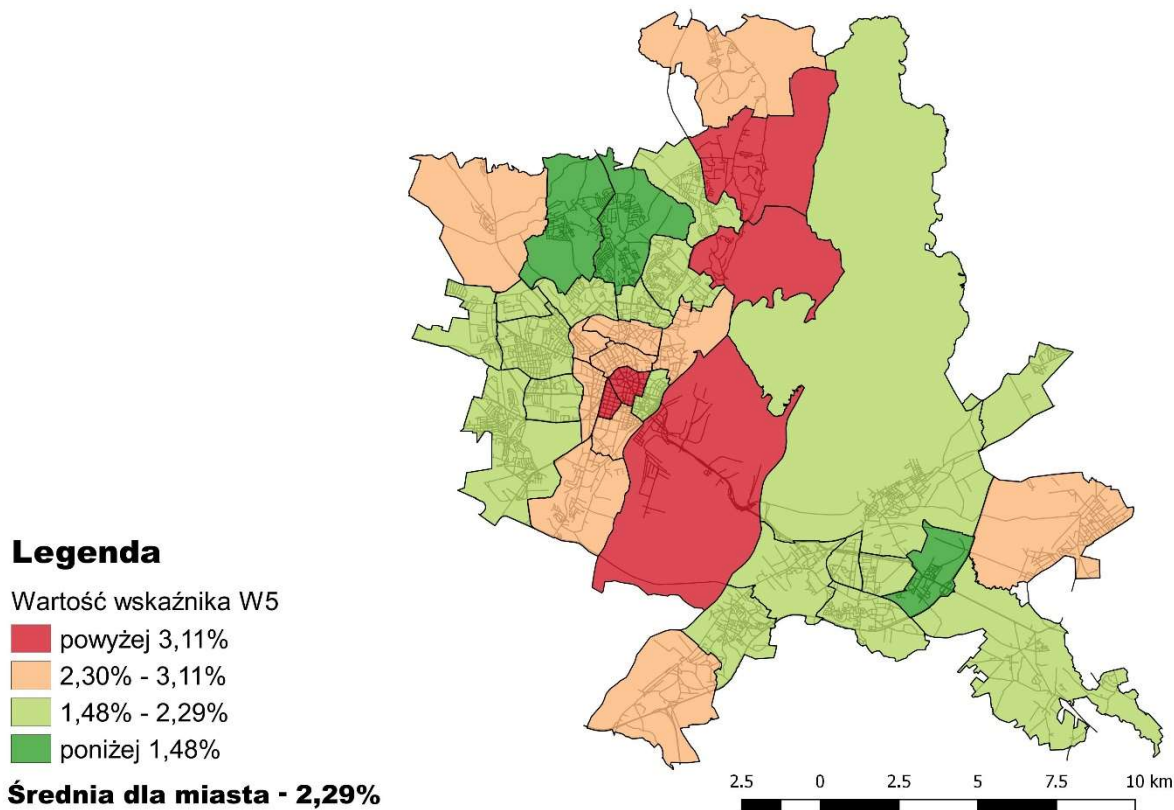 Legenda
Wartość wskaźnika W5
powyżej 3,11%
2,30% - 3,11%
1,48% - 2,29%
poniżej 1,48%
Średnia dla miasta - 2,29%
2.5 0 2.5 5 7.5 10 km